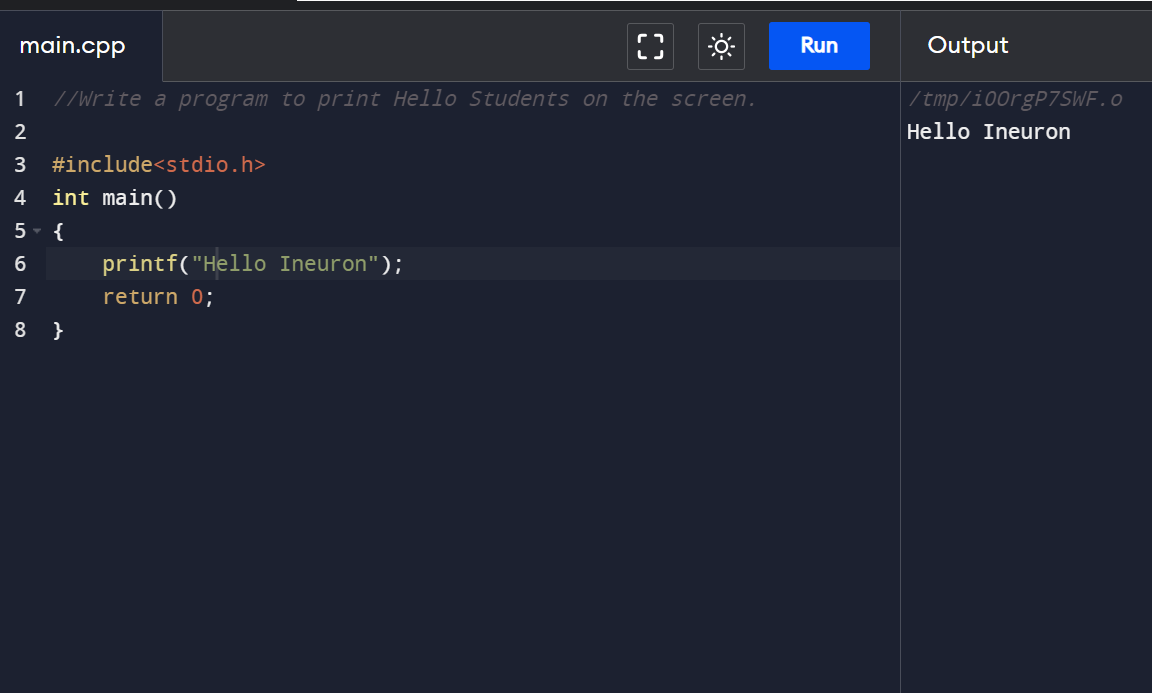 main.cpp
Run
Output
1 //Write a program to print Hello Students on the screen.
2
3 #include<stdio.h>
4 int main()
5 {
6     printf("Hello Ineuron");
7     return 0;
8 }
/tmp/iOOrgP7SWF.o
Hello Ineuron